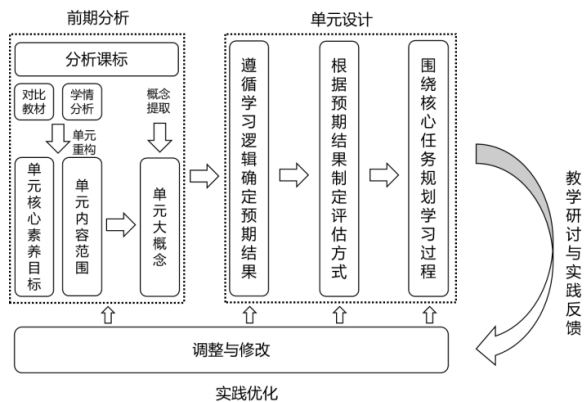 前期分析
单元设计
分析课标
对比
教材
学情
分析
概念
提取
单元
重构
单元核心素养目标
单元内容范围
单元大概念
遵循学习逻辑确定预期结果
根据预期结果制定评估方式
围绕核心任务规划学习过程
教学研讨与实践反馈
调整与修改
实践优化